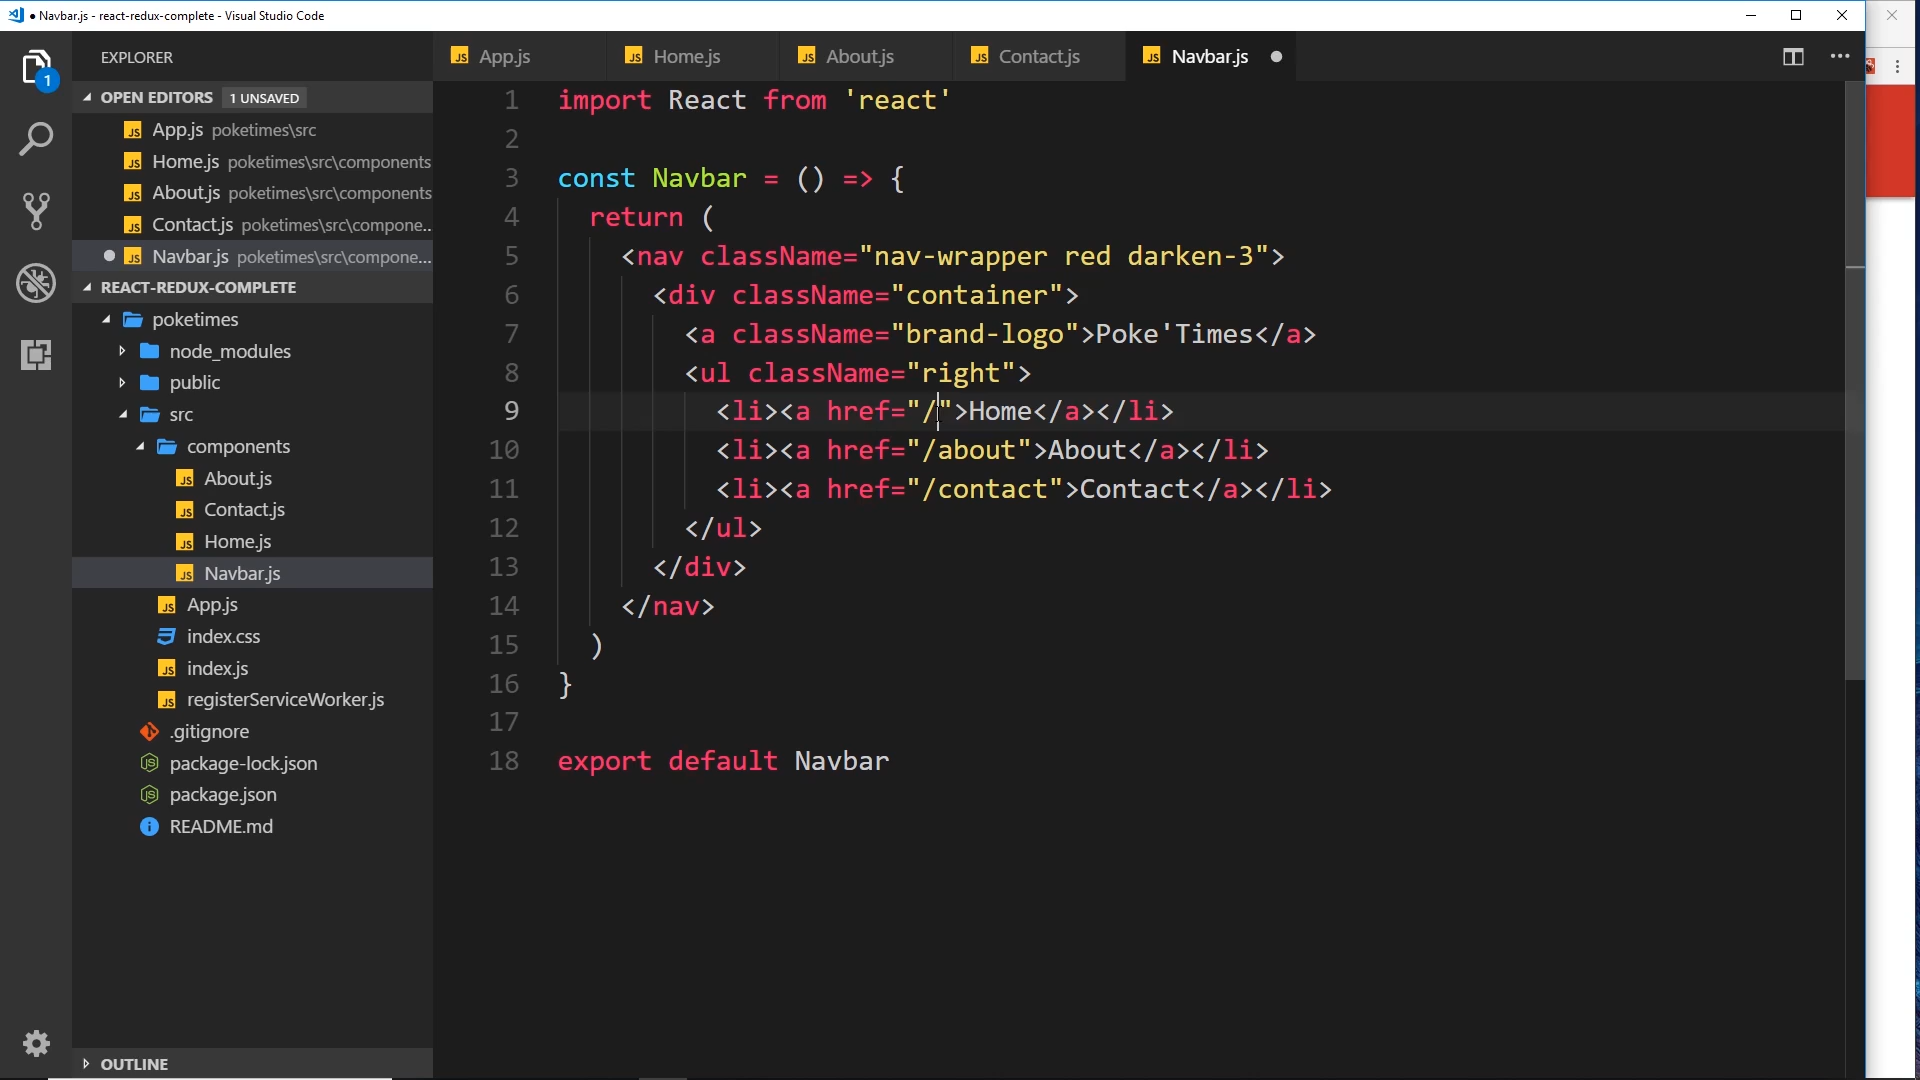 Navbar.js - react-redux-complete - Visual Studio Code
EXPLORER
1
OPEN EDITORS 1 UNSAVED
App.js poketimes\src
Home.js poketimes\src\components
About.js poketimes\src\components
Contact.js poketimes\src\compone...
Navbar.js poketimes\src\compone...
REACT-REDUX-COMPLETE
poketimes
node_modules
public
src
components
About.js
Contact.js
Home.js
Navbar.js
App.js
index.css
index.js
registerServiceWorker.js
.gitignore
package-lock.json
package.json
README.md
OUTLINE
App.js Home.js About.js Contact.js Navbar.js
1 import React from 'react'
2
3 const Navbar = () => {
4 return (
5 <nav className="nav-wrapper red darken-3">
6 <div className="container">
7 <a className="brand-logo">Poke'Times</a>
8 <ul className="right">
9 <li><a href="/">Home</a></li>
10 <li><a href="/about">About</a></li>
11 <li><a href="/contact">Contact</a></li>
12 </ul>
13 </div>
14 </nav>
15 )
16 }
17
18 export default Navbar